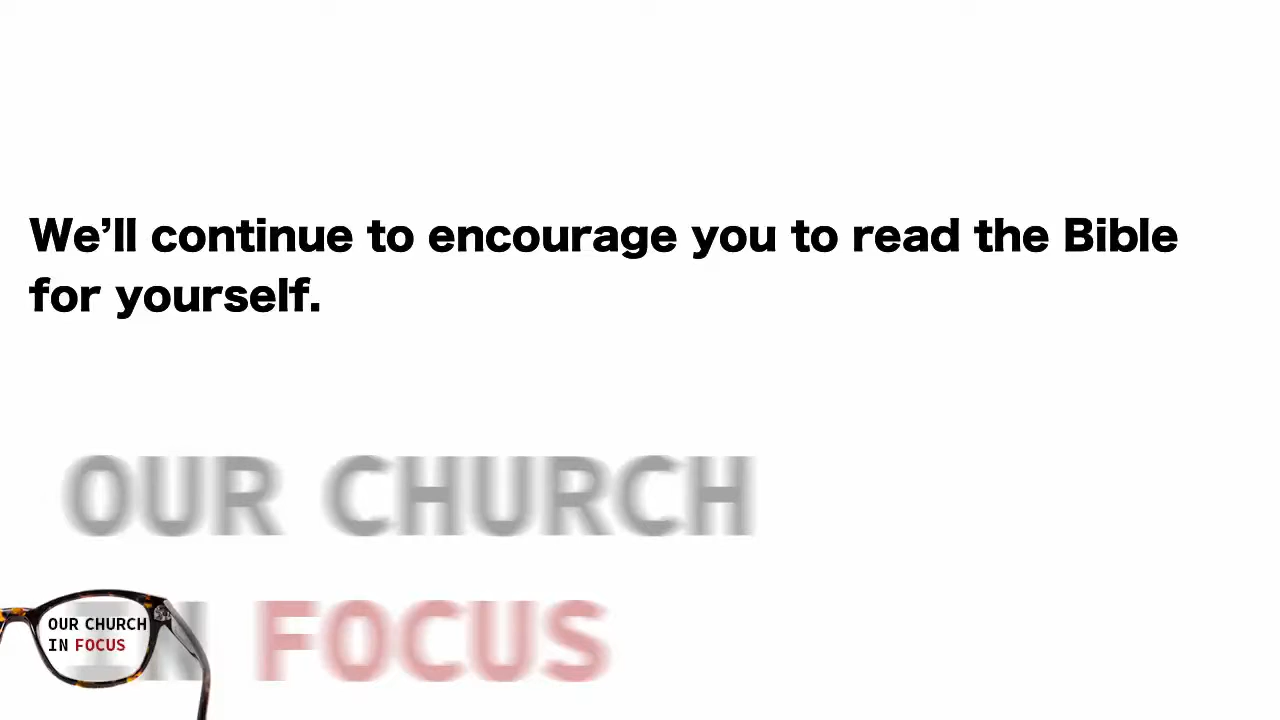 We’ll continue to encourage you to read the Bible
for yourself.
OUR CHURCH
IN FOCUS
OUR CHURCH
IN FOCUS